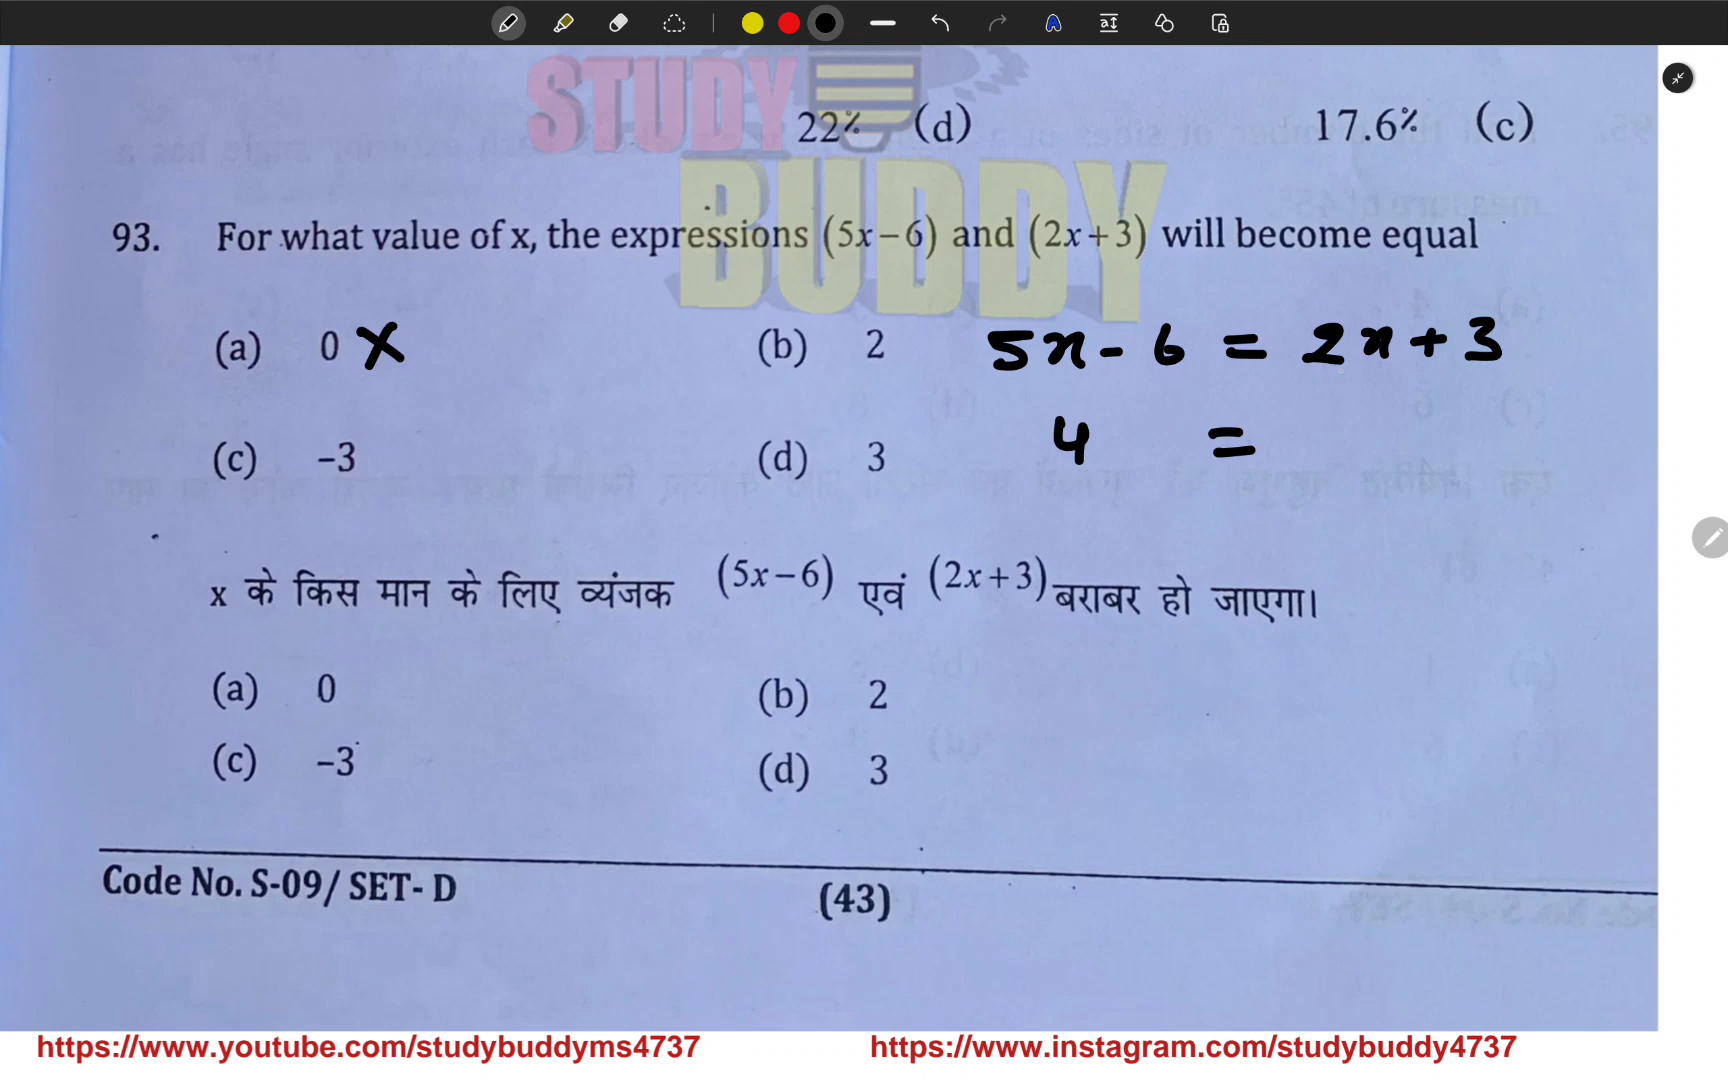 STUDY
BUDDY
22% (d) 17.6% (c)
93. For what value of x, the expressions (5x−6) and (2x+3) will become equal
(a) 0 X (b) 2 5x - 6 = 2x + 3
(c) −3 (d) 3 4 =
x के किस मान के लिए व्यंजक (5x−6) एवं (2x+3) बराबर हो जाएगा।
(a) 0 (b) 2
(c) −3 (d) 3
Code No. S-09/ SET- D (43)
https://www.youtube.com/studybuddyms4737 https://www.instagram.com/studybuddy4737